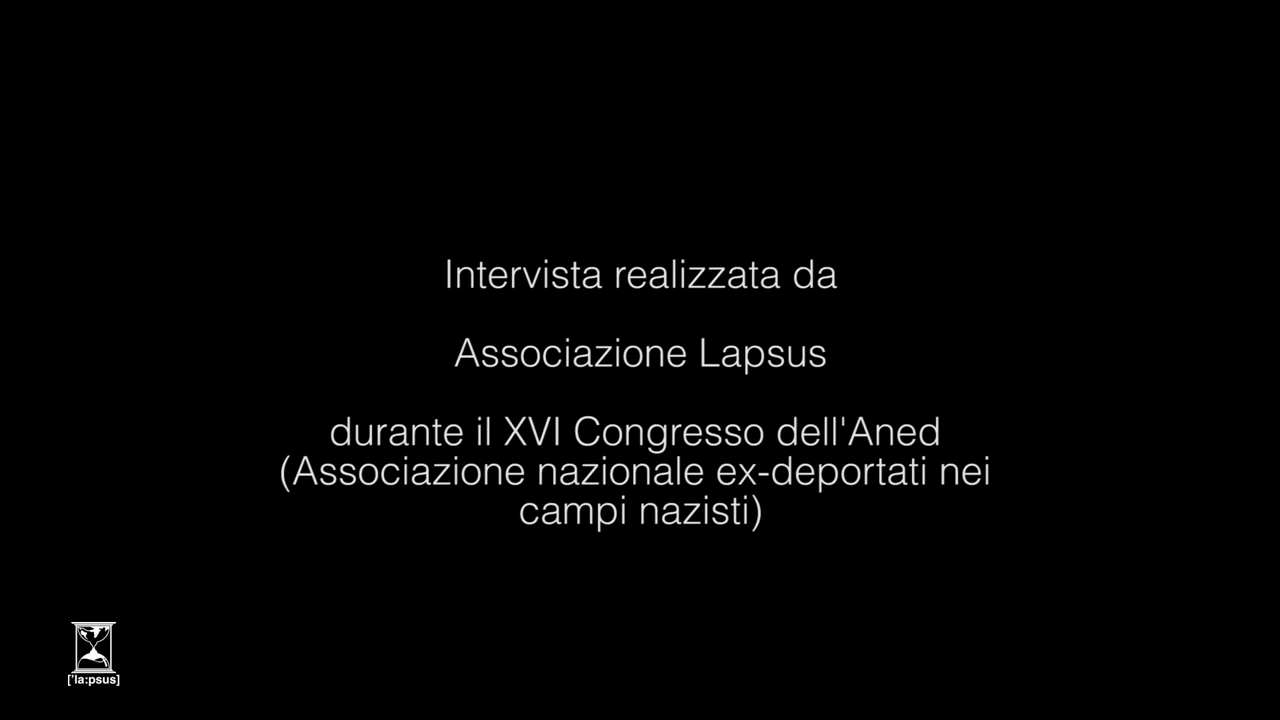 Intervista realizzata da
Associazione Lapsus
durante il XVI Congresso dell'Aned
(Associazione nazionale ex-deportati nei
campi nazisti)
['la:psus]